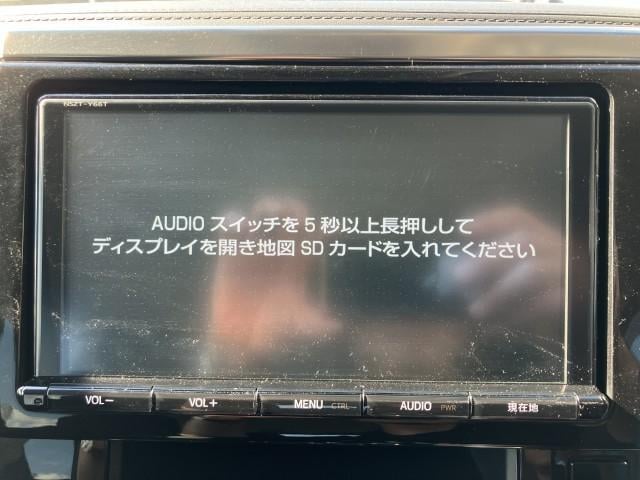 NSZT-Y66T
AUDIO スイッチを 5 秒以上長押しして
ディスプレイを開き地図 SD カードを入れてください
VOL− VOL+ MENU CTRL AUDIO PWR 現在地